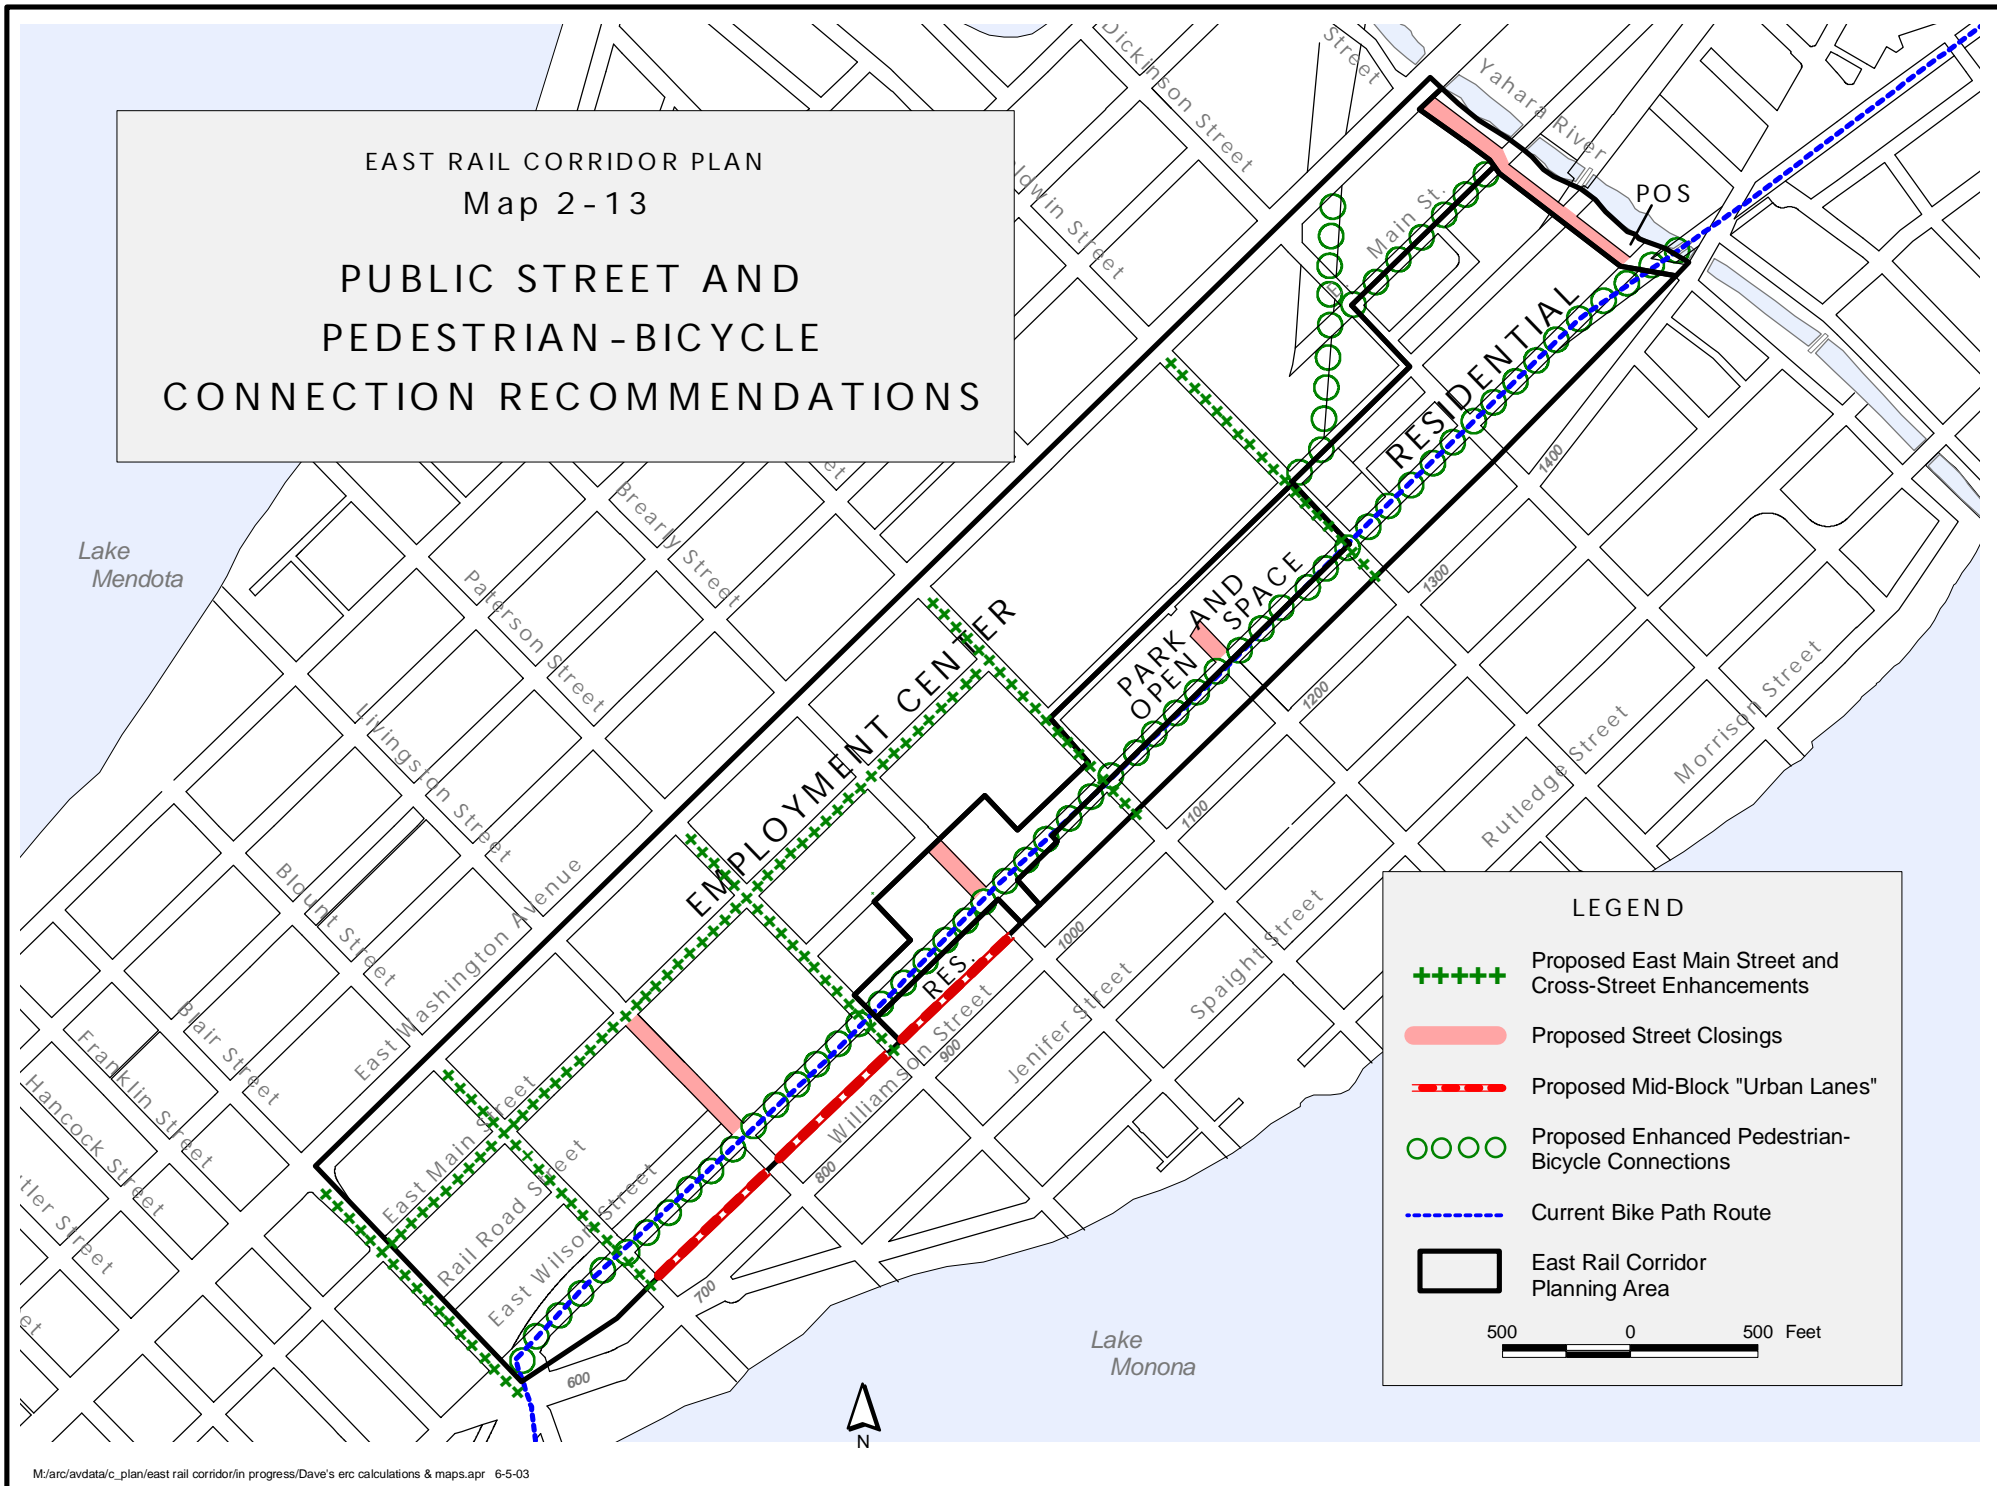 EAST RAIL CORRIDOR PLAN
Map 2-13
PUBLIC STREET AND
PEDESTRIAN-BICYCLE
CONNECTION RECOMMENDATIONS
Dickinson Street
Street
Yahara River
POS
Main St.
Street
RESIDENTIAL
Brearly Street
Paterson Street
Livingston Street
Blount Street
Blair Street
Franklin Street
Hancock Street
Street
East Washington Avenue
EMPLOYMENT CENTER
PARK AND
OPEN SPACE
RES.
East Main Street
Rail Road Street
East Wilson Street
Williamson Street
Jenifer Street
Spaight Street
Rutledge Street
Morrison Street
600
700
800
900
1000
1100
1200
1300
1400
Lake
Mendota
Lake
Monona
N
LEGEND
Proposed East Main Street and
Cross-Street Enhancements
Proposed Street Closings
Proposed Mid-Block "Urban Lanes"
Proposed Enhanced Pedestrian-
Bicycle Connections
Current Bike Path Route
East Rail Corridor
Planning Area
500 0 500 Feet
M:/arc/avdata/c_plan/east rail corridor/in progress/Dave's erc calculations & maps.apr 6-5-03